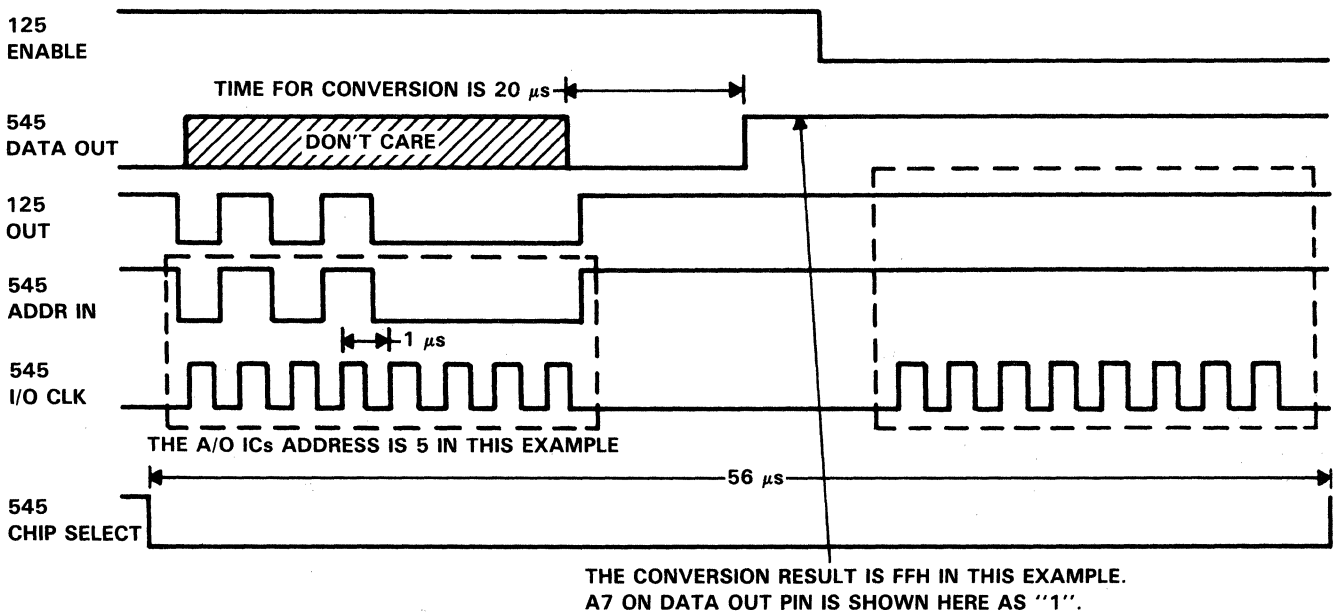 125
ENABLE
TIME FOR CONVERSION IS 20 μs
545
DATA OUT
DON'T CARE
125
OUT
545
ADDR IN
1 μs
545
I/O CLK
THE A/O ICs ADDRESS IS 5 IN THIS EXAMPLE
56 μs
545
CHIP SELECT
THE CONVERSION RESULT IS FFH IN THIS EXAMPLE.
A7 ON DATA OUT PIN IS SHOWN HERE AS ''1''.